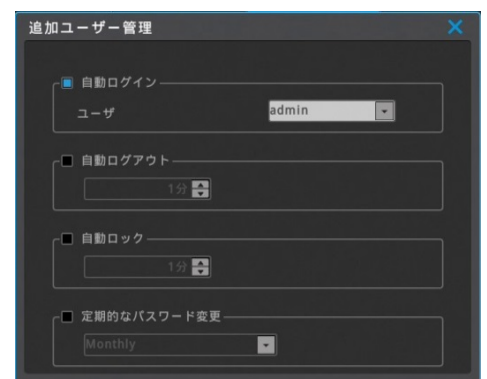 追加ユーザー管理
自動ログイン
ユーザ admin
自動ログアウト
1分
自動ロック
1分
定期的なパスワード変更
Monthly